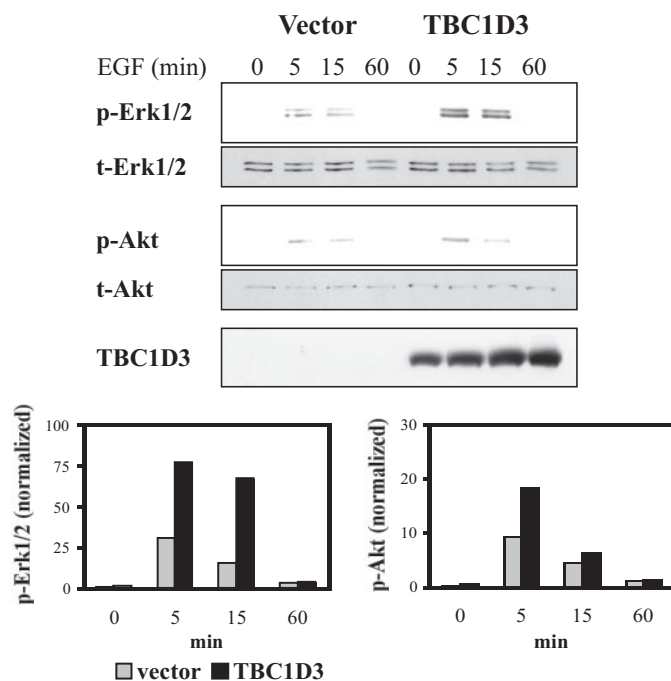 Vector TBC1D3
EGF (min) 0 5 15 60 0 5 15 60
p-Erk1/2
t-Erk1/2
p-Akt
t-Akt
TBC1D3
p-Erk1/2 (normalized)
100
75
50
25
0
0 5 15 60
min
p-Akt (normalized)
30
20
10
0
0 5 15 60
min
vector TBC1D3